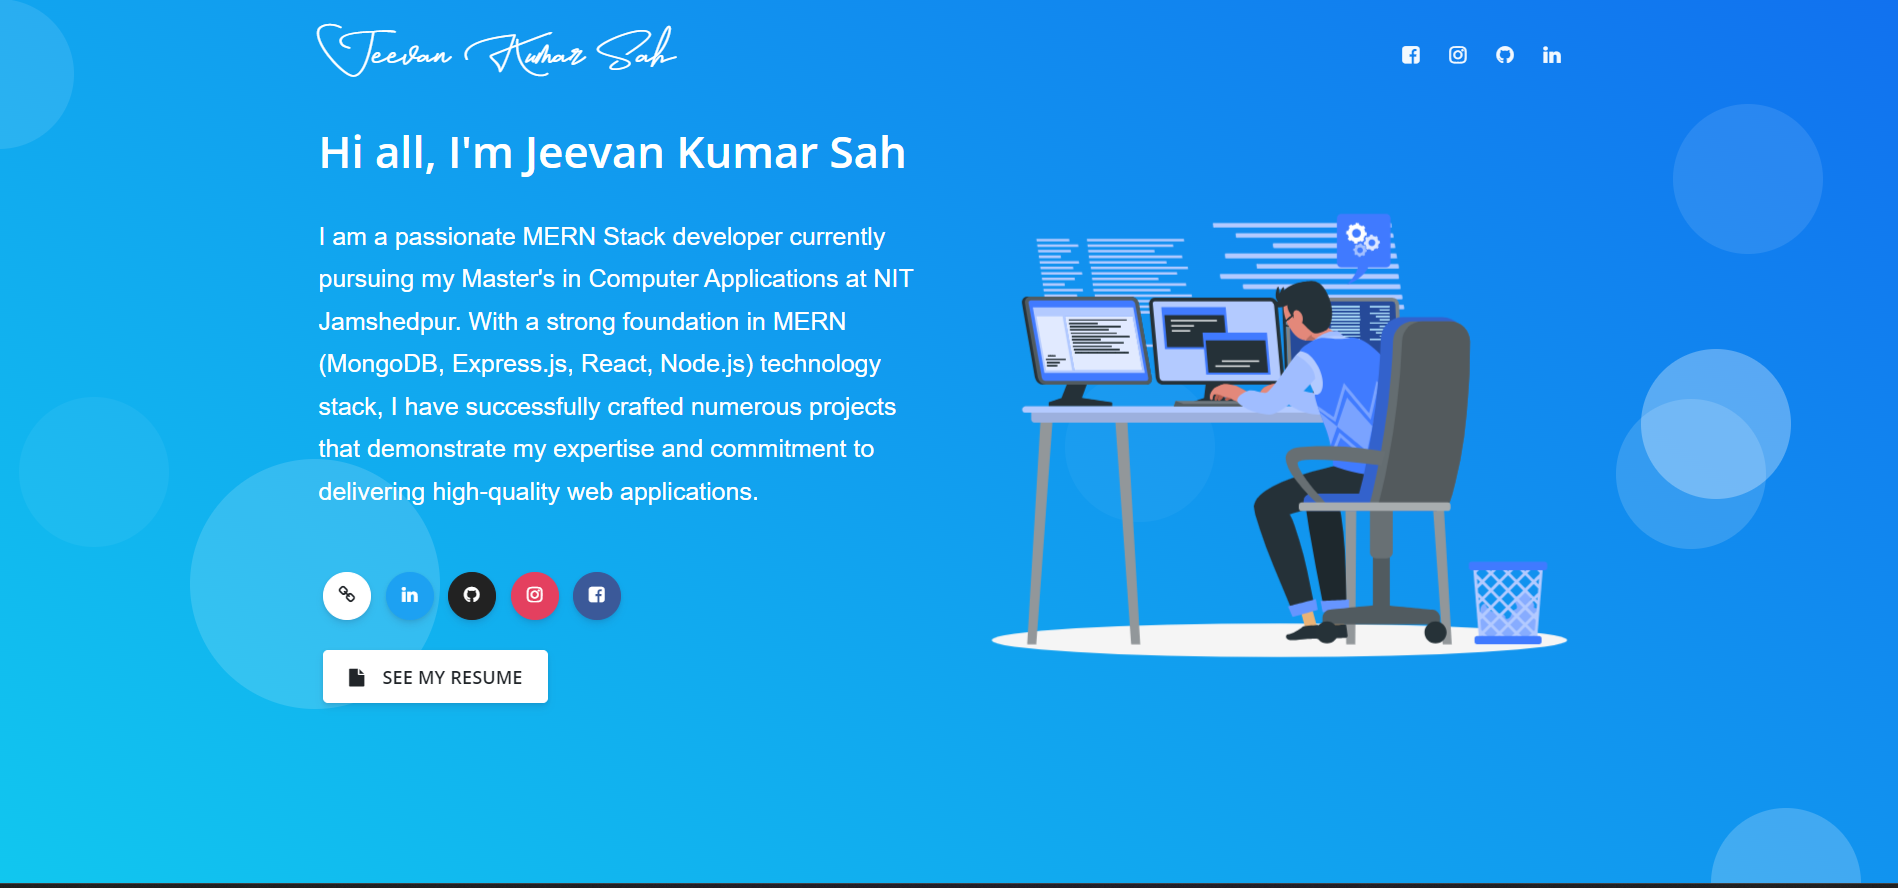 Jeevan Kumar Sah
Hi all, I'm Jeevan Kumar Sah
I am a passionate MERN Stack developer currently
pursuing my Master's in Computer Applications at NIT
Jamshedpur. With a strong foundation in MERN
(MongoDB, Express.js, React, Node.js) technology
stack, I have successfully crafted numerous projects
that demonstrate my expertise and commitment to
delivering high-quality web applications.
SEE MY RESUME